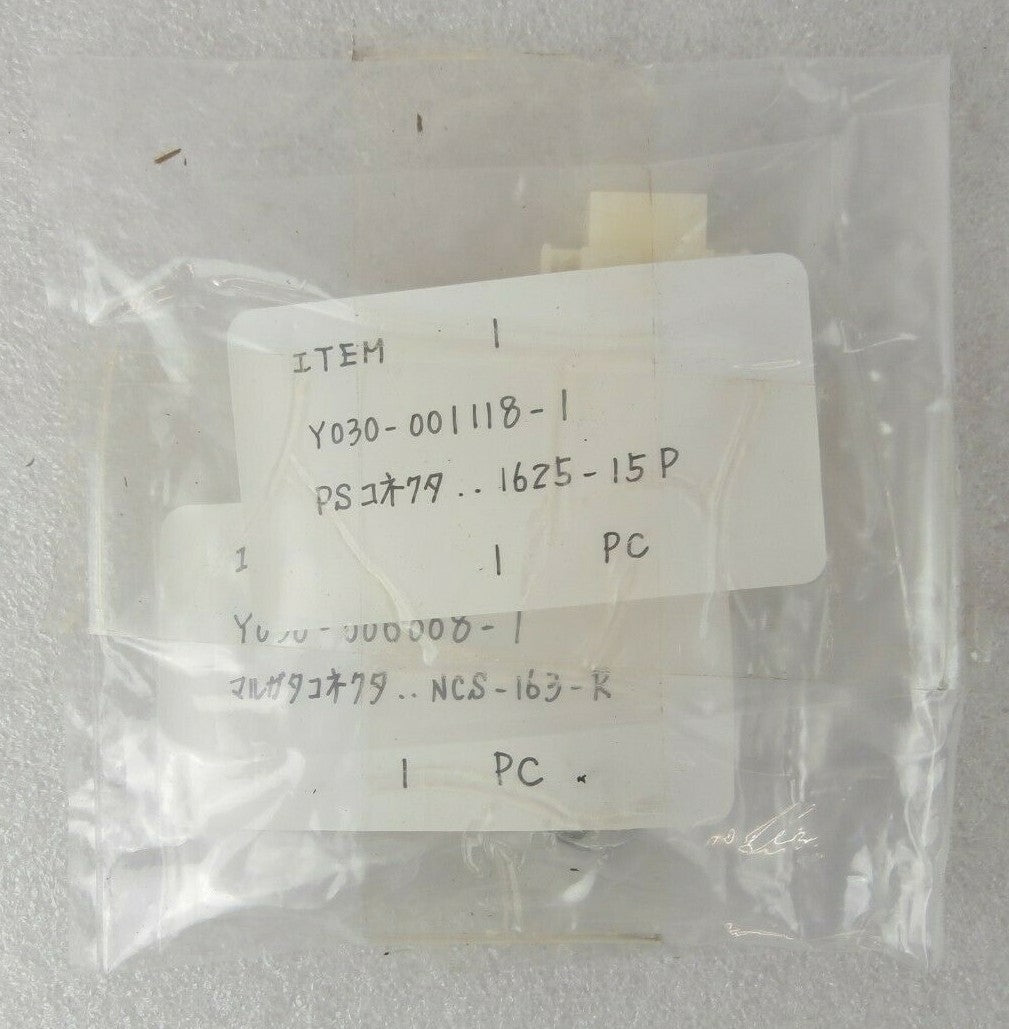 ITEM 1
Y030-001118-1
PSコネクタ..1625-15P
1 PC
I
マルガタコネクタ..NCS-163-R
1 PC